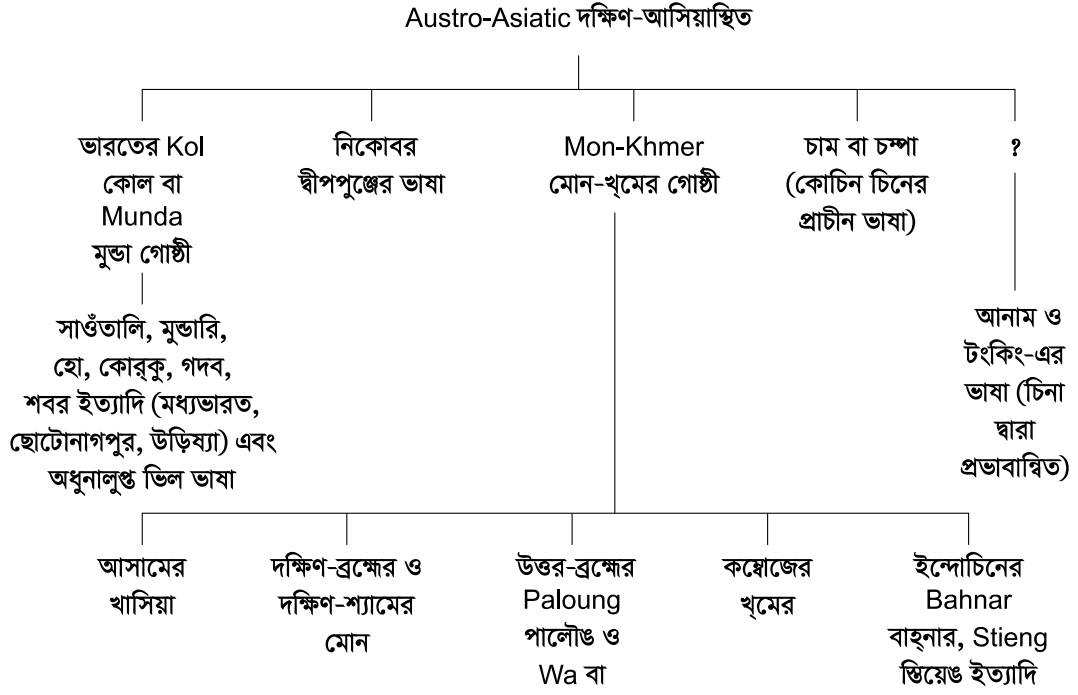 Austro-Asiatic দক্ষিণ-আসিয়াস্থিত
ভারতের Kol
কোল বা
Munda
মুন্ডা গোষ্ঠী
নিকোবর
দ্বীপপুঞ্জের ভাষা
Mon-Khmer
মোন-খ্‌মের গোষ্ঠী
চাম বা চম্পা
(কোচিন চিনের
প্রাচীন ভাষা)
?
সাওঁতালি, মুন্ডারি,
হো, কোর্‌কু, গদব,
শবর ইত্যাদি (মধ্যভারত,
ছোটোনাগপুর, উড়িষ্যা) এবং
অধুনালুপ্ত ভিল ভাষা
আনাম ও
টংকিং-এর
ভাষা (চিনা
দ্বারা
প্রভাবান্বিত)
আসামের
খাসিয়া
দক্ষিণ-ব্রহ্মের ও
দক্ষিণ-শ্যামের
মোন
উত্তর-ব্রহ্মের
Paloung
পালৌঙ ও
Wa বা
কম্বোজের
খ্‌মের
ইন্দোচিনের
Bahnar
বাহ্‌নার, Stieng
স্তিয়েঙ ইত্যাদি